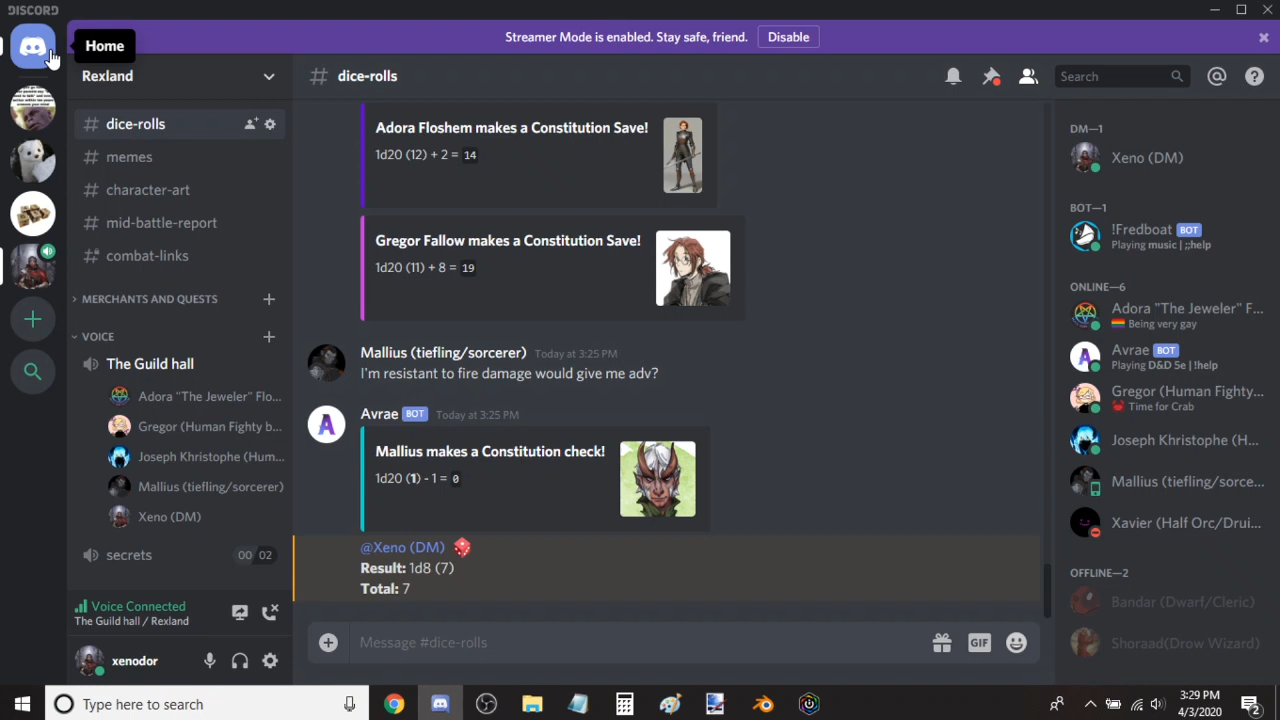 DISCORD
Streamer Mode is enabled. Stay safe, friend.
Disable
Home
Rexland
# dice-rolls
Search
# dice-rolls
# memes
# character-art
# mid-battle-report
# combat-links
MERCHANTS AND QUESTS
VOICE
The Guild hall
Adora "The Jeweler" Flo...
Gregor (Human Fighty b...
Joseph Khristophe (Hum...
Mallius (tiefling/sorcerer)
Xeno (DM)
secrets
00 02
Voice Connected
The Guild hall / Rexland
xenodor
Adora Floshem makes a Constitution Save!
1d20 (12) + 2 = 14
Gregor Fallow makes a Constitution Save!
1d20 (11) + 8 = 19
Mallius (tiefling/sorcerer) Today at 3:25 PM
I'm resistant to fire damage would give me adv?
Avrae BOT Today at 3:25 PM
Mallius makes a Constitution check!
1d20 (1) - 1 = 0
@Xeno (DM)
Result: 1d8 (7)
Total: 7
Message #dice-rolls
GIF
DM—1
Xeno (DM)
BOT—1
!Fredboat BOT
Playing music | ;;help
ONLINE—6
Adora "The Jeweler" F...
Being very gay
Avrae BOT
Playing D&D 5e | !help
Gregor (Human Fighty...
Time for Crab
Joseph Khristophe (H...
Mallius (tiefling/sorce...
Xavier (Half Orc/Drui...
OFFLINE—2
Bandar (Dwarf/Cleric)
Shoraad(Drow Wizard)
Type here to search
3:29 PM
4/3/2020
2